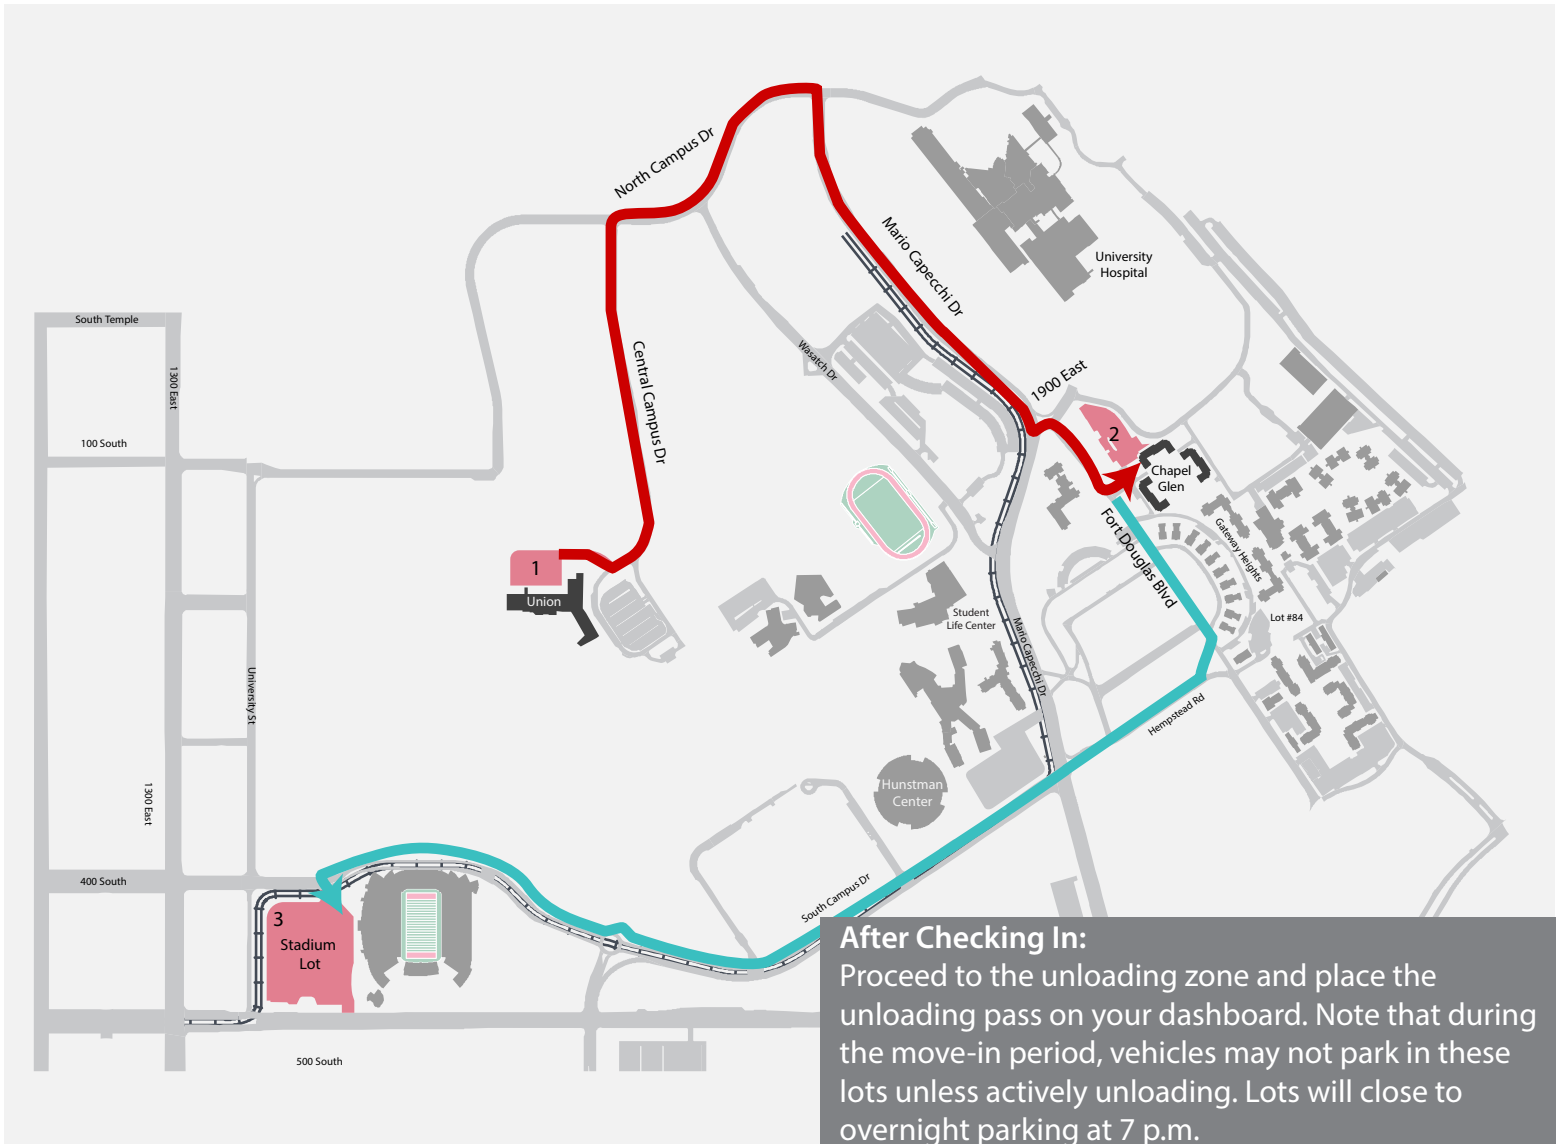 North Campus Dr
Mario Capecchi Dr
University
Hospital
South Temple
1300 East
Central Campus Dr
Wasatch Dr
1900 East
100 South
2
Chapel
Glen
Fort Douglas Blvd
Gateway Heights
1
Union
Student
Life Center
Lot #84
Mario Capecchi Dr
University St
Hempstead Rd
1300 East
Hunstman
Center
400 South
South Campus Dr
3
Stadium
Lot
500 South
After Checking In:
Proceed to the unloading zone and place the
unloading pass on your dashboard. Note that during
the move-in period, vehicles may not park in these
lots unless actively unloading. Lots will close to
overnight parking at 7 p.m.